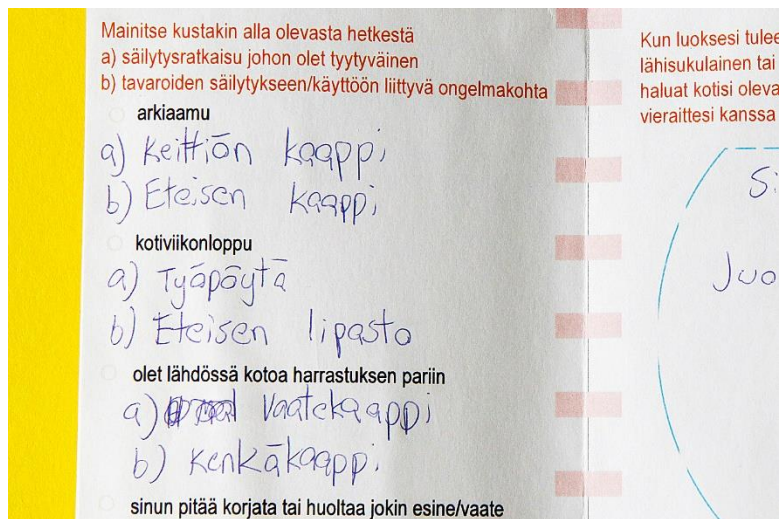 Mainitse kustakin alla olevasta hetkestä
a) säilytysratkaisu johon olet tyytyväinen
b) tavaroiden säilytykseen/käyttöön liittyvä ongelmakohta
arkiaamu
a) Keittiön kaappi
b) Eteisen kaappi
kotiviikonloppu
a) Työpöytä
b) Eteisen lipasto
olet lähdössä kotoa harrastuksen pariin
a) Vaatekaappi
b) Kenkäkaappi
sinun pitää korjata tai huoltaa jokin esine/vaate
Kun luoksesi tulee
lähisukulainen tai
haluat kotisi oleva
vieraittesi kanssa
Si
Juo